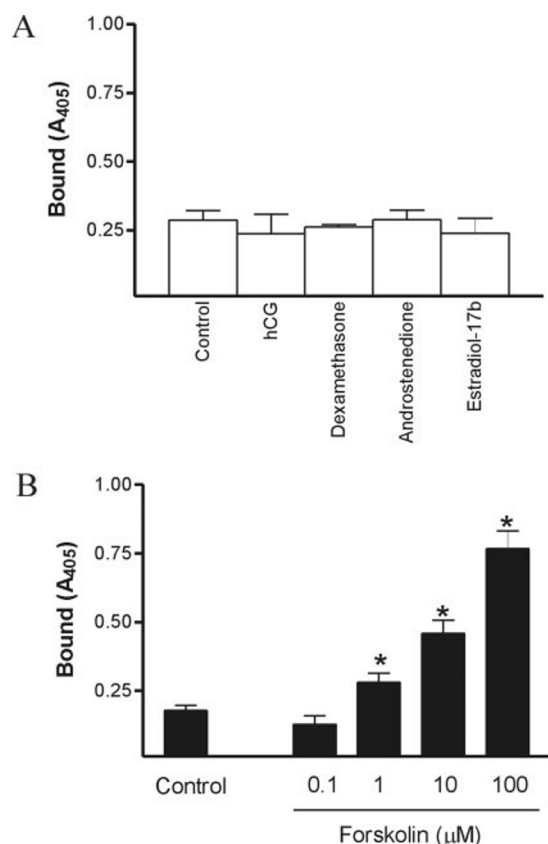 A
1.00
0.75
0.50
0.25
Bound (A₄₀₅)
Control
hCG
Dexamethasone
Androstenedione
Estradiol-17b
B
1.00
0.75
0.50
0.25
Bound (A₄₀₅)
* * *
Control 0.1 1 10 100
Forskolin (μM)